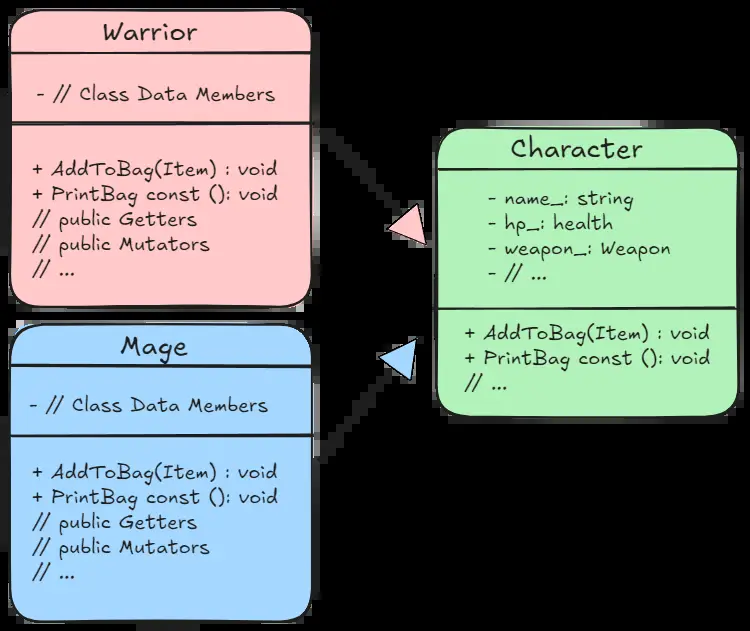 Warrior
- // Class Data Members
+ AddToBag(Item) : void
+ PrintBag const (): void
// public Getters
// public Mutators
// ...
Character
- name_: string
- hp_: health
- weapon_: Weapon
- // ...
+ AddToBag(Item) : void
+ PrintBag const (): void
// ...
Mage
- // Class Data Members
+ AddToBag(Item) : void
+ PrintBag const (): void
// public Getters
// public Mutators
// ...